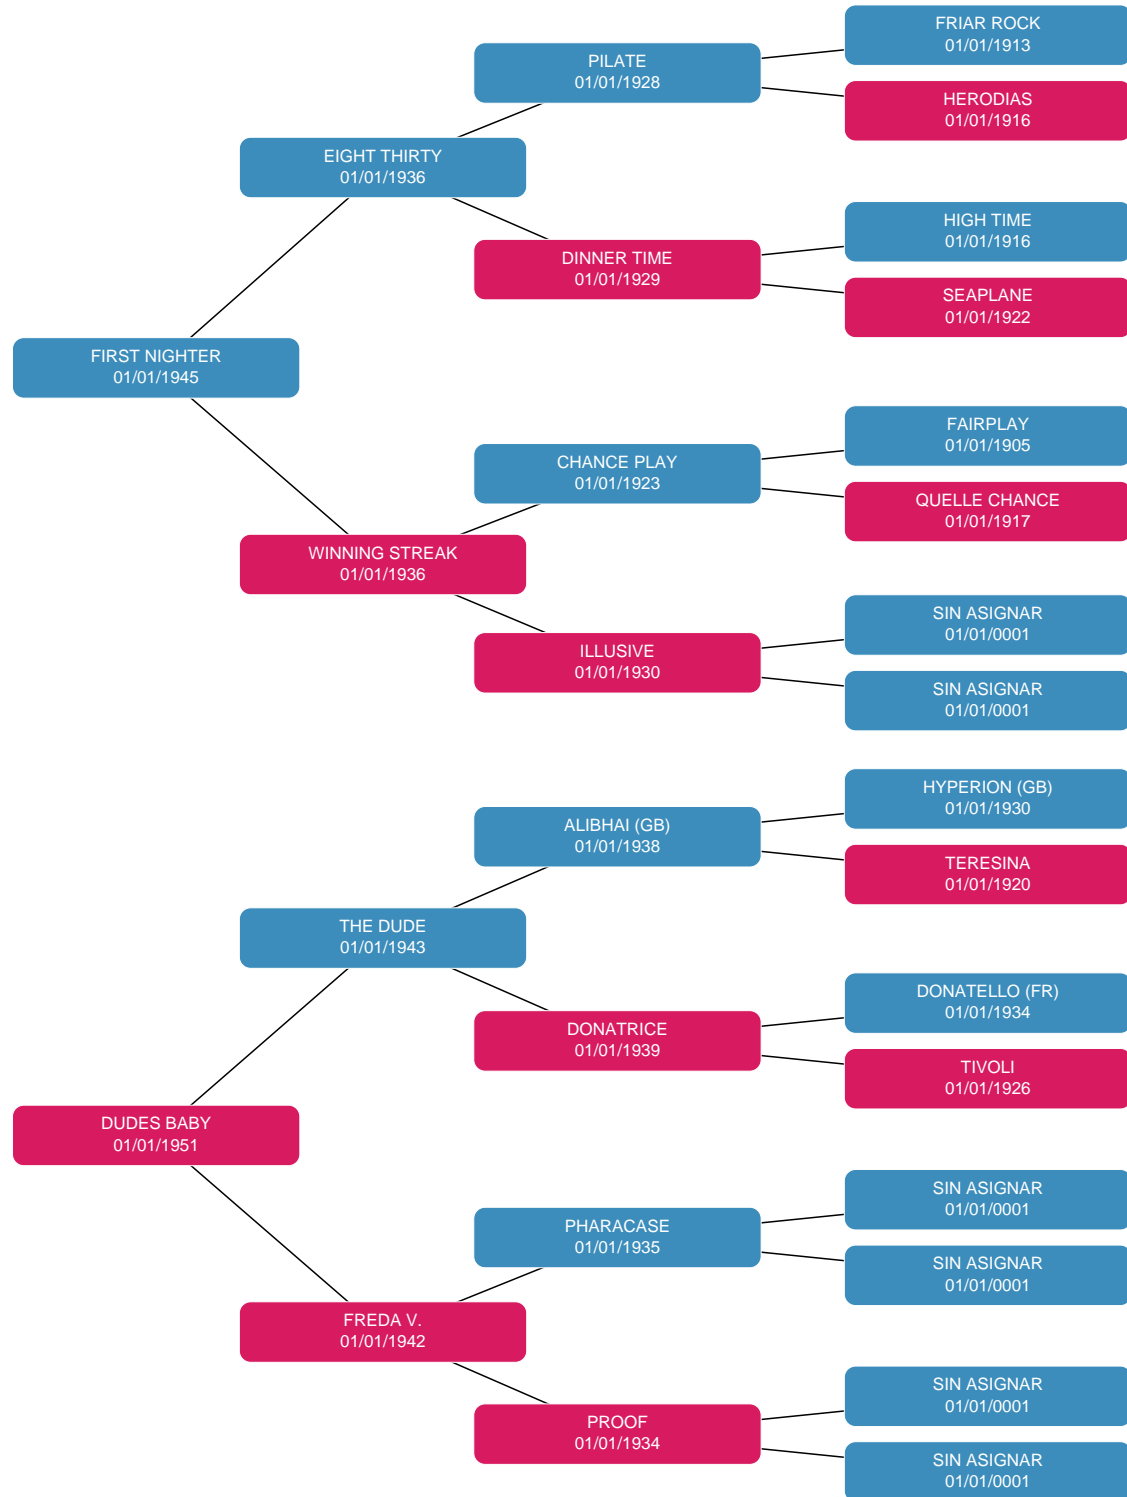 FRIAR ROCK
01/01/1913
PILATE
01/01/1928
HERODIAS
01/01/1916
EIGHT THIRTY
01/01/1936
HIGH TIME
01/01/1916
DINNER TIME
01/01/1929
SEAPLANE
01/01/1922
FIRST NIGHTER
01/01/1945
FAIRPLAY
01/01/1905
CHANCE PLAY
01/01/1923
QUELLE CHANCE
01/01/1917
WINNING STREAK
01/01/1936
SIN ASIGNAR
01/01/0001
ILLUSIVE
01/01/1930
SIN ASIGNAR
01/01/0001
HYPERION (GB)
01/01/1930
ALIBHAI (GB)
01/01/1938
TERESINA
01/01/1920
THE DUDE
01/01/1943
DONATELLO (FR)
01/01/1934
DONATRICE
01/01/1939
TIVOLI
01/01/1926
DUDES BABY
01/01/1951
SIN ASIGNAR
01/01/0001
PHARACASE
01/01/1935
SIN ASIGNAR
01/01/0001
FREDA V.
01/01/1942
SIN ASIGNAR
01/01/0001
PROOF
01/01/1934
SIN ASIGNAR
01/01/0001